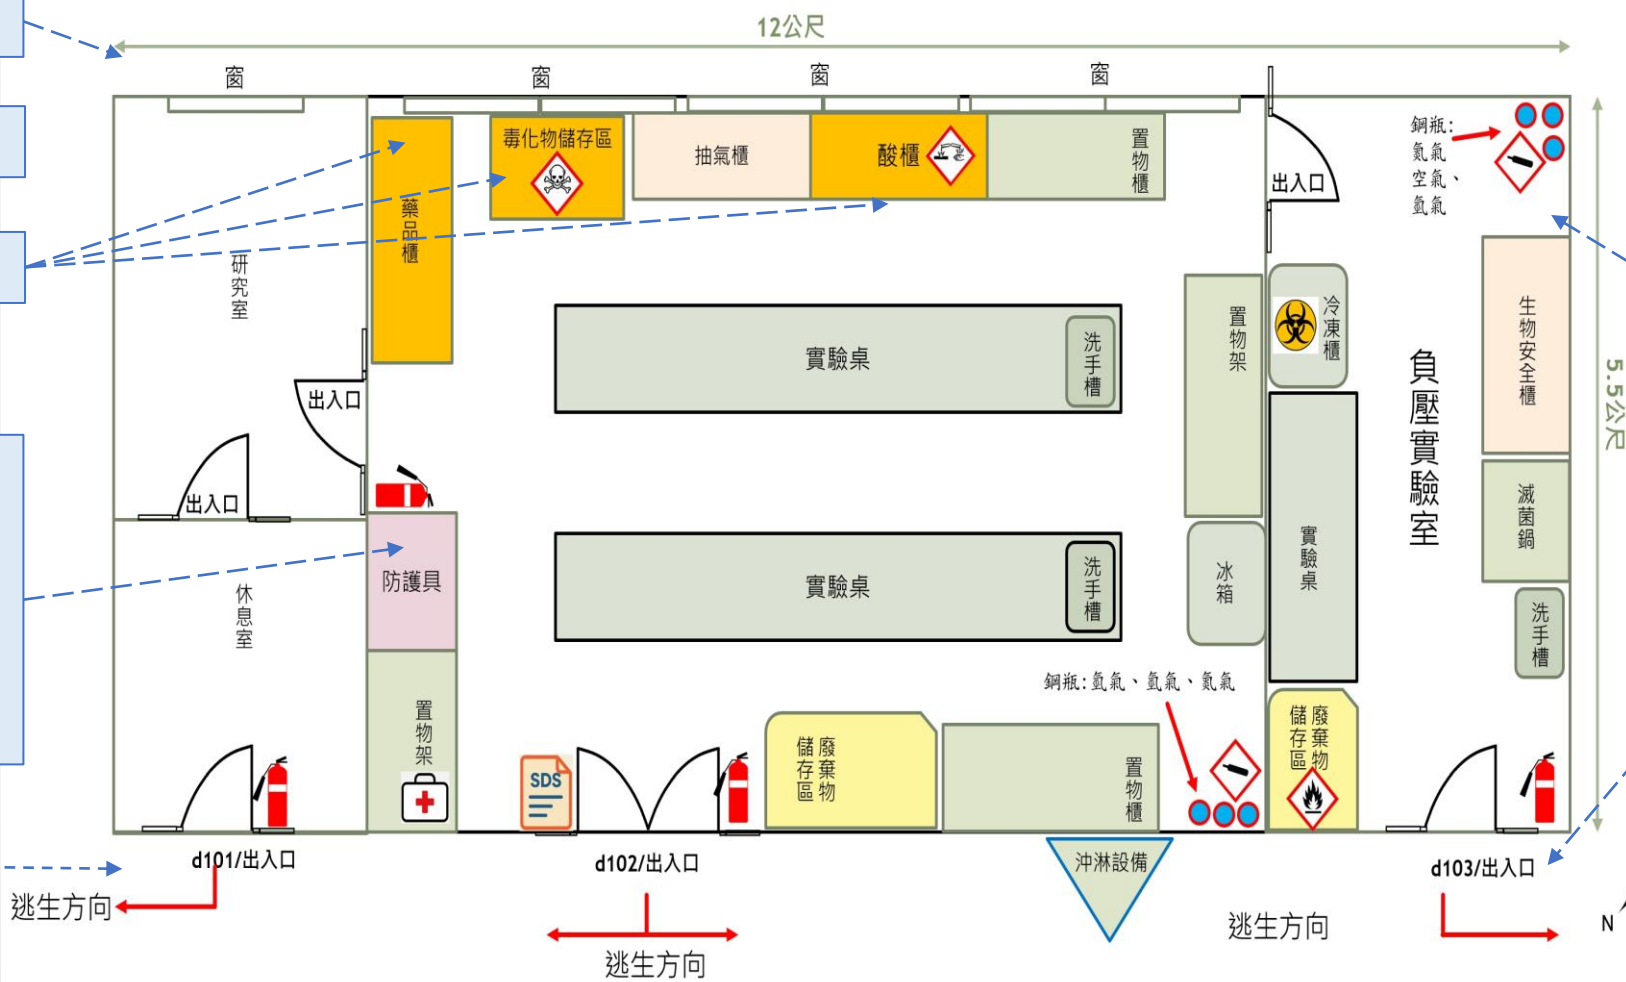 12公尺
窗
窗
窗
窗
毒化物儲存區
抽氣櫃
酸櫃
置物櫃
出入口
鋼瓶:
氮氣
空氣、
氬氣
藥品櫃
研究室
出入口
出入口
實驗桌
洗手槽
置物架
冷凍櫃
負壓實驗室
生物安全櫃
5.5公尺
滅菌鍋
防護具
休息室
實驗桌
洗手槽
冰箱
實驗桌
洗手槽
鋼瓶:氬氣、氬氣、氮氣
置物架
SDS
廢棄物
儲存區
置物櫃
廢棄物
儲存區
d101/出入口
d102/出入口
沖淋設備
d103/出入口
逃生方向
逃生方向
逃生方向
N